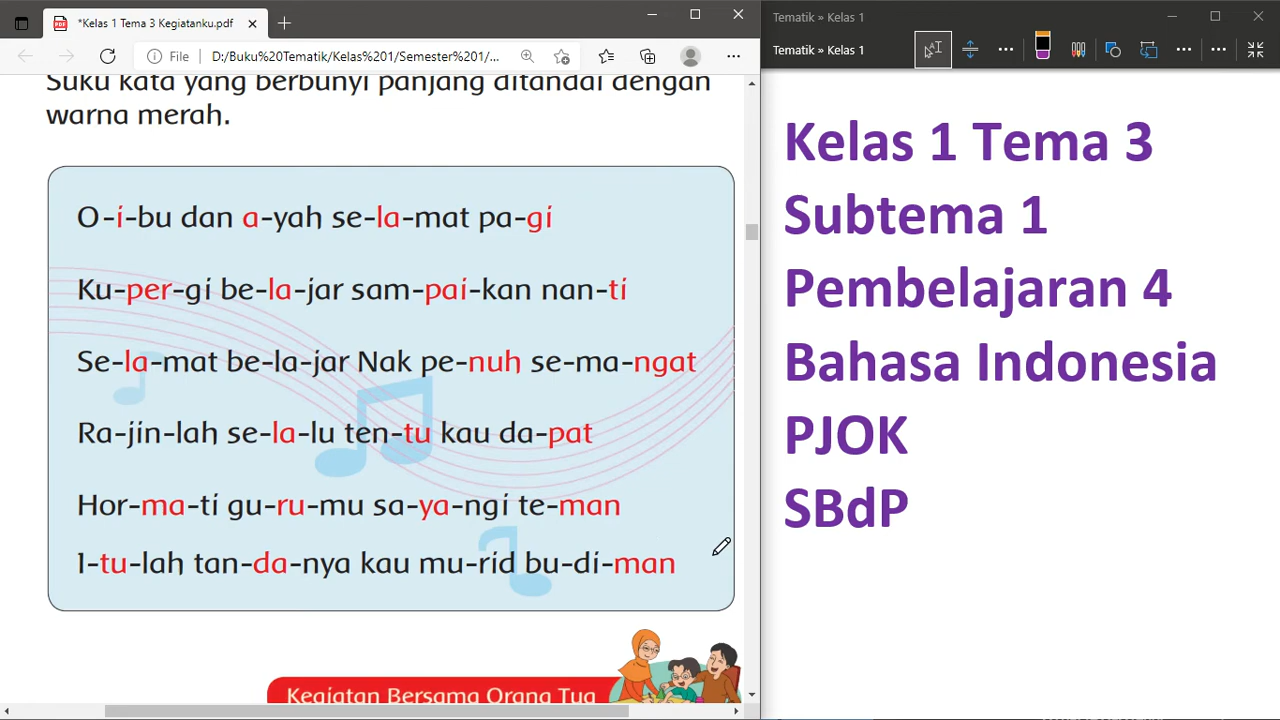 *Kelas 1 Tema 3 Kegiatanku.pdf
File
D:/Buku%20Tematik/Kelas%201/Semester%201/...
Suku kata yang berbunyi panjang ditandai dengan
warna merah.
O-i-bu dan a-yah se-la-mat pa-gi
Ku-per-gi be-la-jar sam-pai-kan nan-ti
Se-la-mat be-la-jar Nak pe-nuh se-ma-ngat
Ra-jin-lah se-la-lu ten-tu kau da-pat
Hor-ma-ti gu-ru-mu sa-ya-ngi te-man
I-tu-lah tan-da-nya kau mu-rid bu-di-man
Kegiatan Bersama Orang Tua
Tematik » Kelas 1
Tematik » Kelas 1
Kelas 1 Tema 3
Subtema 1
Pembelajaran 4
Bahasa Indonesia
PJOK
SBdP